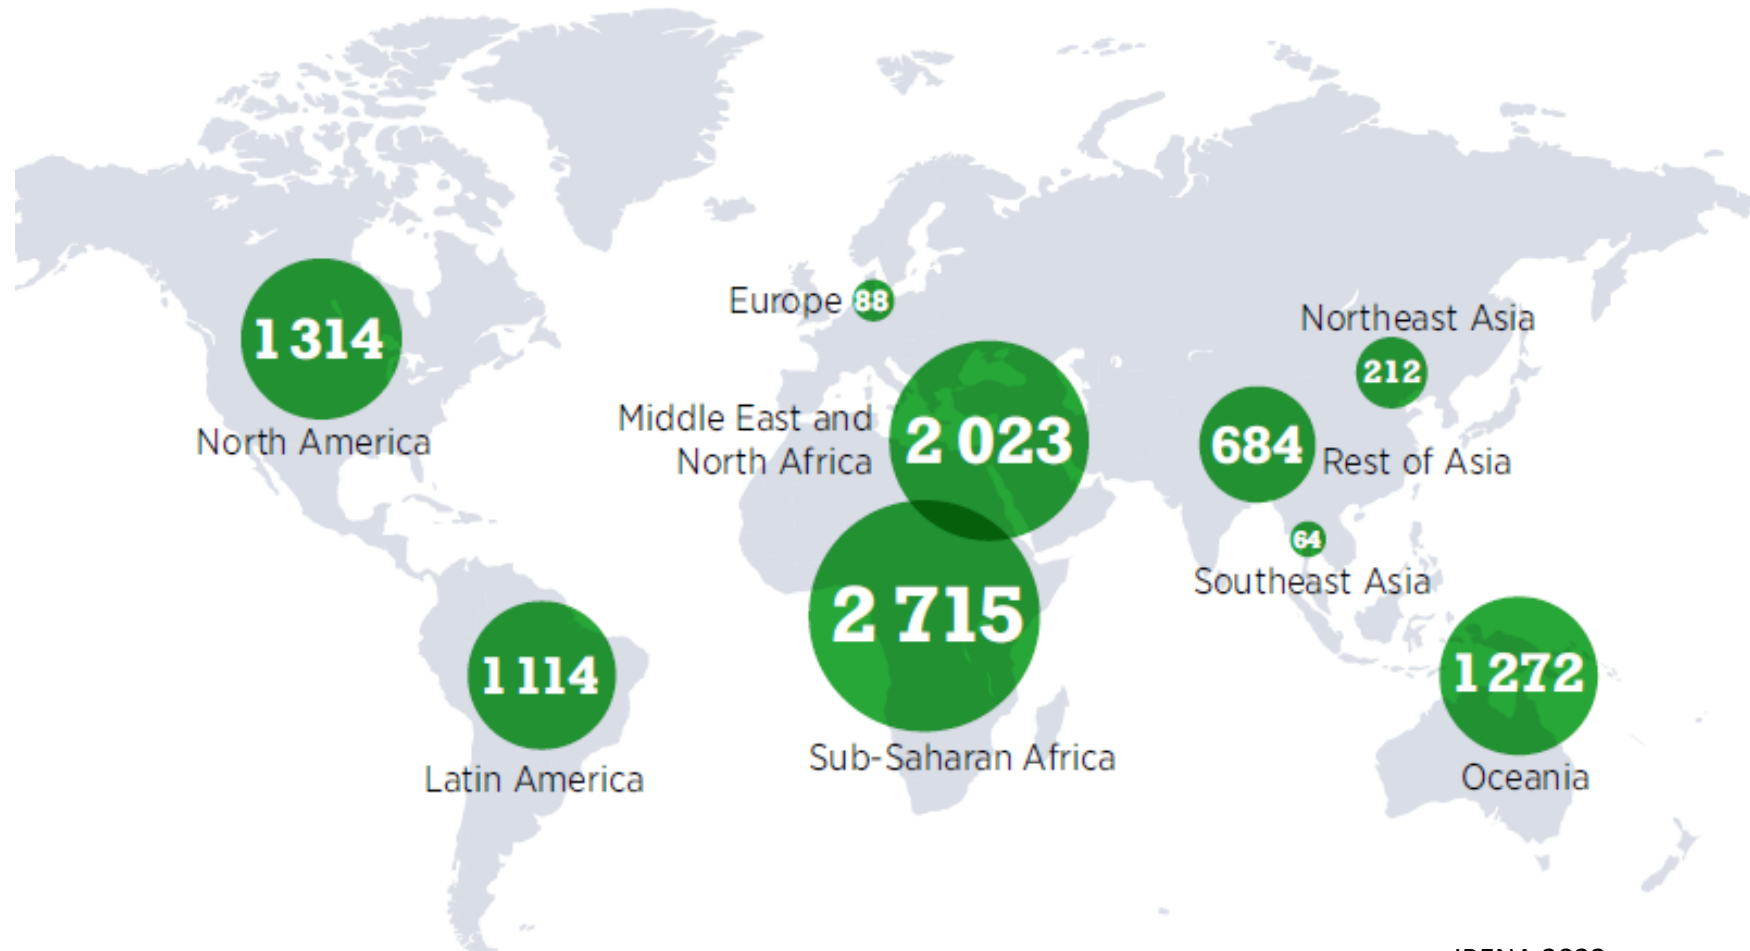 Europe 88
Northeast Asia
212
1 314
North America
Middle East and
North Africa
2 023
684
Rest of Asia
64
Southeast Asia
2 715
Sub-Saharan Africa
1 114
Latin America
1 272
Oceania